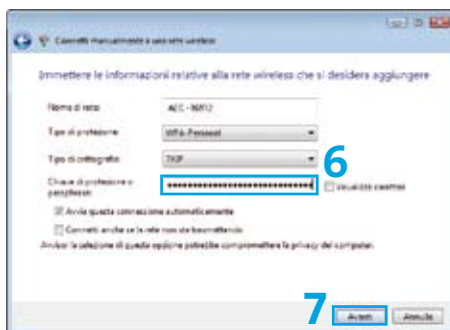 Connetti manualmente a una rete wireless
Immettere le informazioni relative alla rete wireless che si desidera aggiungere
Nome di rete:
Tipo di protezione: WPA-Personal
Tipo di crittografia: TKIP
6
Chiave di protezione o passphrase: Visualizza caratteri
Avvia questa connessione automaticamente
Connetti anche se la rete non sta trasmettendo
Avviso: la selezione di questa opzione potrebbe compromettere la privacy del computer.
7
Avanti Annulla